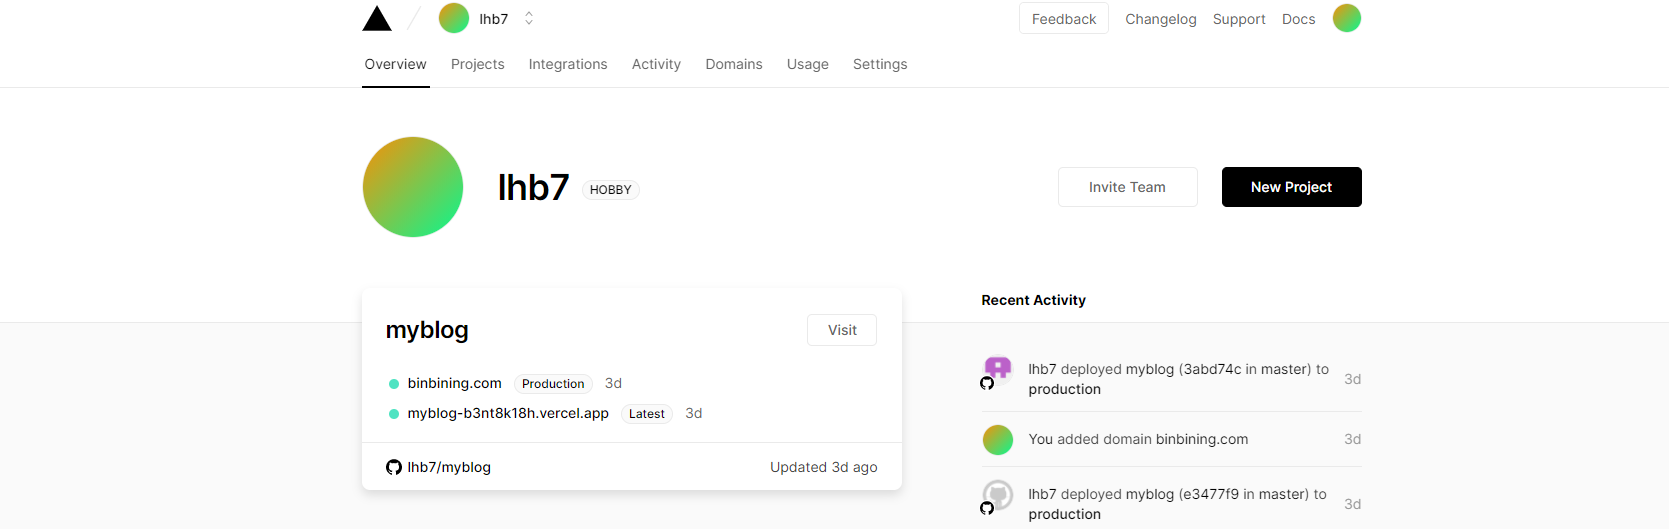 lhb7
Feedback
Changelog
Support
Docs
Overview
Projects
Integrations
Activity
Domains
Usage
Settings
lhb7
HOBBY
Invite Team
New Project
myblog
Visit
binbining.com
Production
3d
myblog-b3nt8k18h.vercel.app
Latest
3d
lhb7/myblog
Updated 3d ago
Recent Activity
lhb7 deployed myblog (3abd74c in master) to
production
3d
You added domain binbining.com
3d
lhb7 deployed myblog (e3477f9 in master) to
production
3d